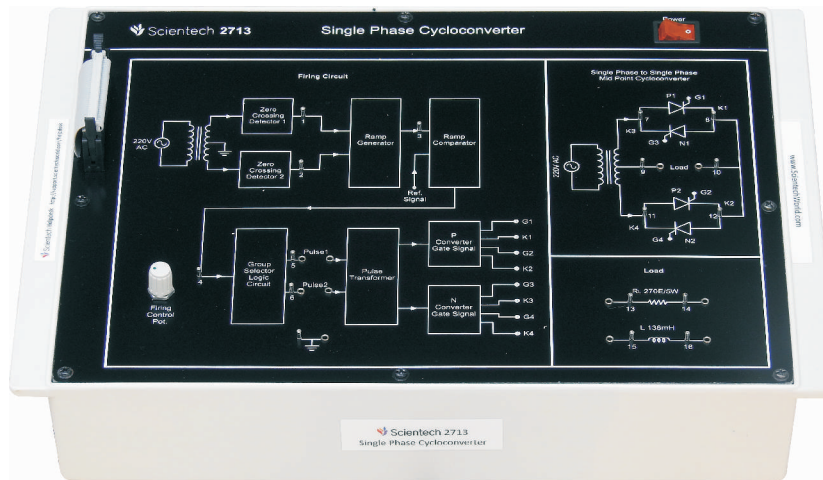 Scientech 2713
Single Phase Cycloconverter
Power
Firing Circuit
220V
AC
Zero
Crossing
Detector 1
1
Zero
Crossing
Detector 2
2
Ramp
Generator
3
Ramp
Comparator
Ref.
Signal
4
Group
Selector
Logic
Circuit
5
Pulse1
6
Pulse2
Pulse
Transformer
P
Converter
Gate Signal
G1
K1
G2
K2
N
Converter
Gate Signal
G3
K3
G4
K4
Firing
Control
Pot.
Single Phase to Single Phase
Mid Point Cycloconverter
220V AC
P1
G1
K1
7
8
K3
G3
N1
9
Load
10
P2
G2
K2
11
12
K4
G4
N2
Load
R. 270E/5W
13
14
L 136mH
15
16
www.ScientechWorld.com
Scientech 2713
Single Phase Cycloconverter